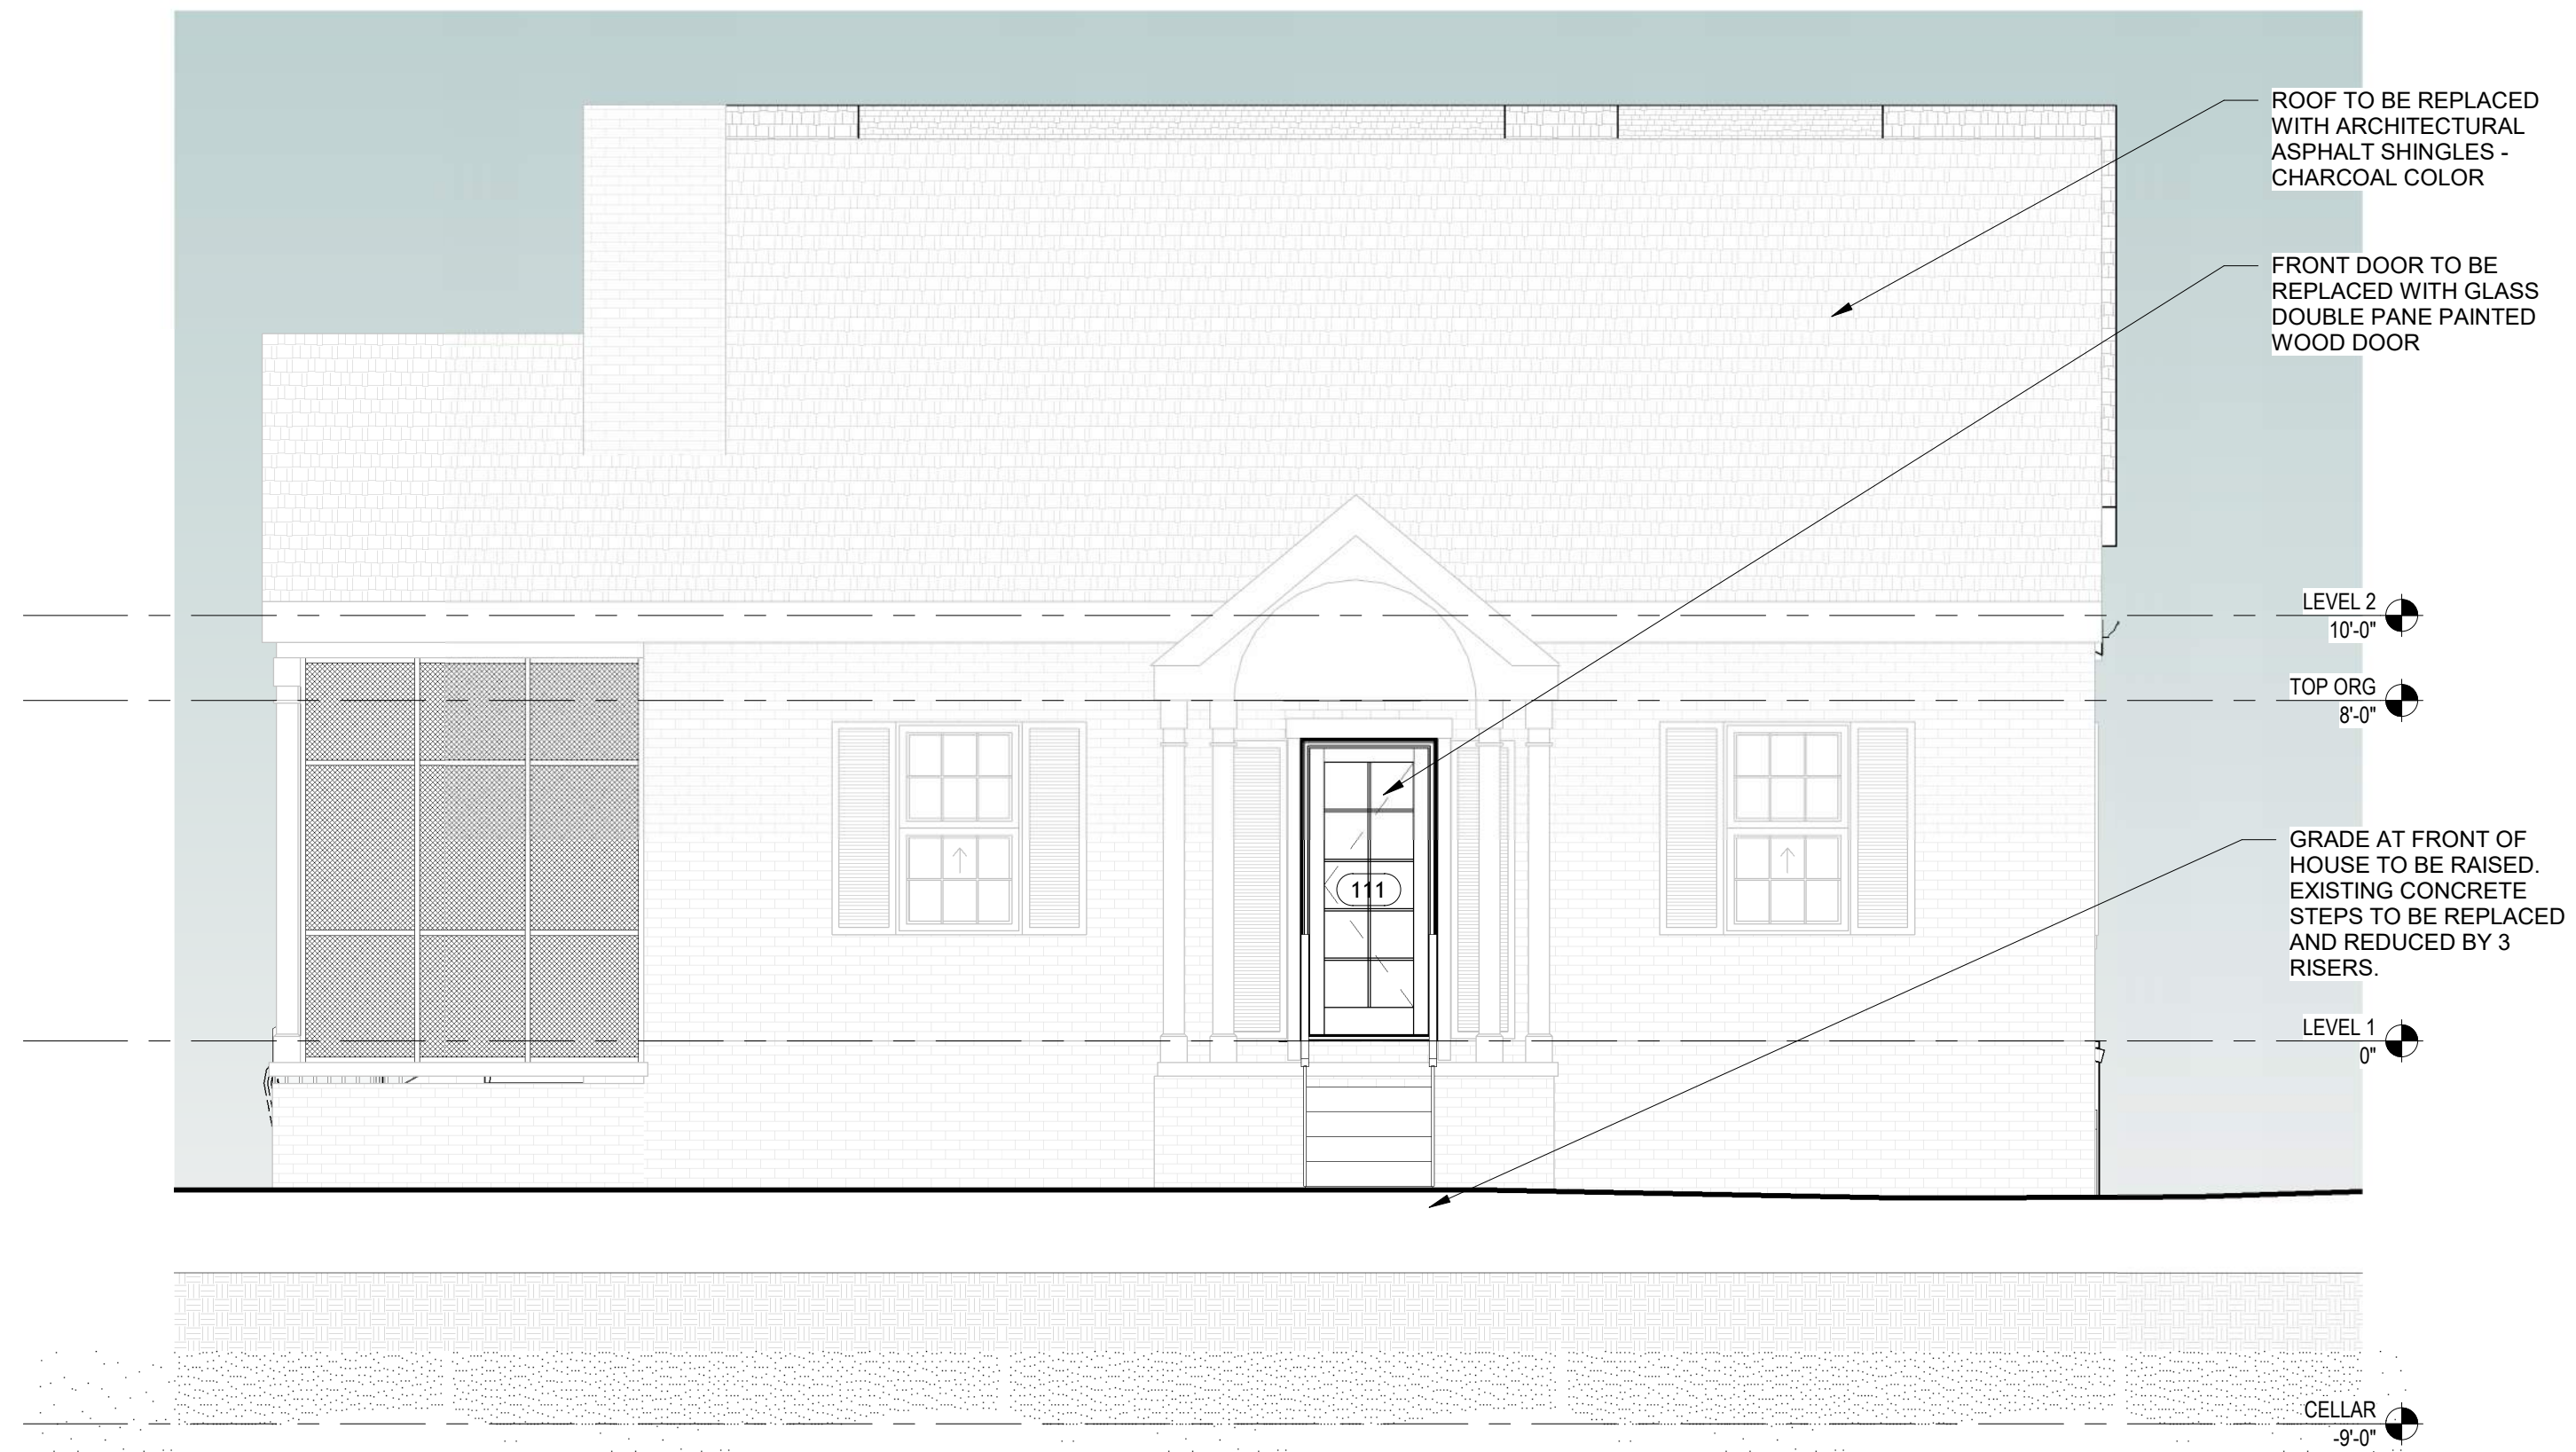 ROOF TO BE REPLACED
WITH ARCHITECTURAL
ASPHALT SHINGLES -
CHARCOAL COLOR
FRONT DOOR TO BE
REPLACED WITH GLASS
DOUBLE PANE PAINTED
WOOD DOOR
LEVEL 2
10'-0"
TOP ORG
8'-0"
GRADE AT FRONT OF
HOUSE TO BE RAISED.
EXISTING CONCRETE
STEPS TO BE REPLACED
AND REDUCED BY 3
RISERS.
111
LEVEL 1
0"
CELLAR
-9'-0"